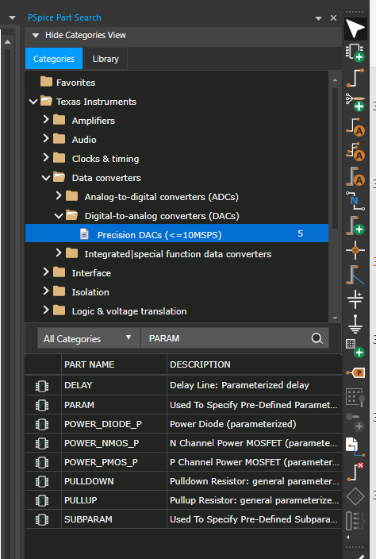 PSpice Part Search
Hide Categories View
Categories Library
Favorites
Texas Instruments
Amplifiers
Audio
Clocks & timing
Data converters
Analog-to-digital converters (ADCs)
Digital-to-analog converters (DACs)
Precision DACs (<=10MSPS) 5
Integrated|special function data converters
Interface
Isolation
Logic & voltage translation
All Categories PARAM
PART NAME DESCRIPTION
DELAY Delay Line: Parameterized delay
PARAM Used To Specify Pre-Defined Paramet...
POWER_DIODE_P Power Diode (parameterized)
POWER_NMOS_P N Channel Power MOSFET (paramete...
POWER_PMOS_P P Channel Power MOSFET (parameter...
PULLDOWN Pulldown Resistor: general parameter...
PULLUP Pullup Resistor: general parameterize...
SUBPARAM Used To Specify Pre-Defined Subpara...